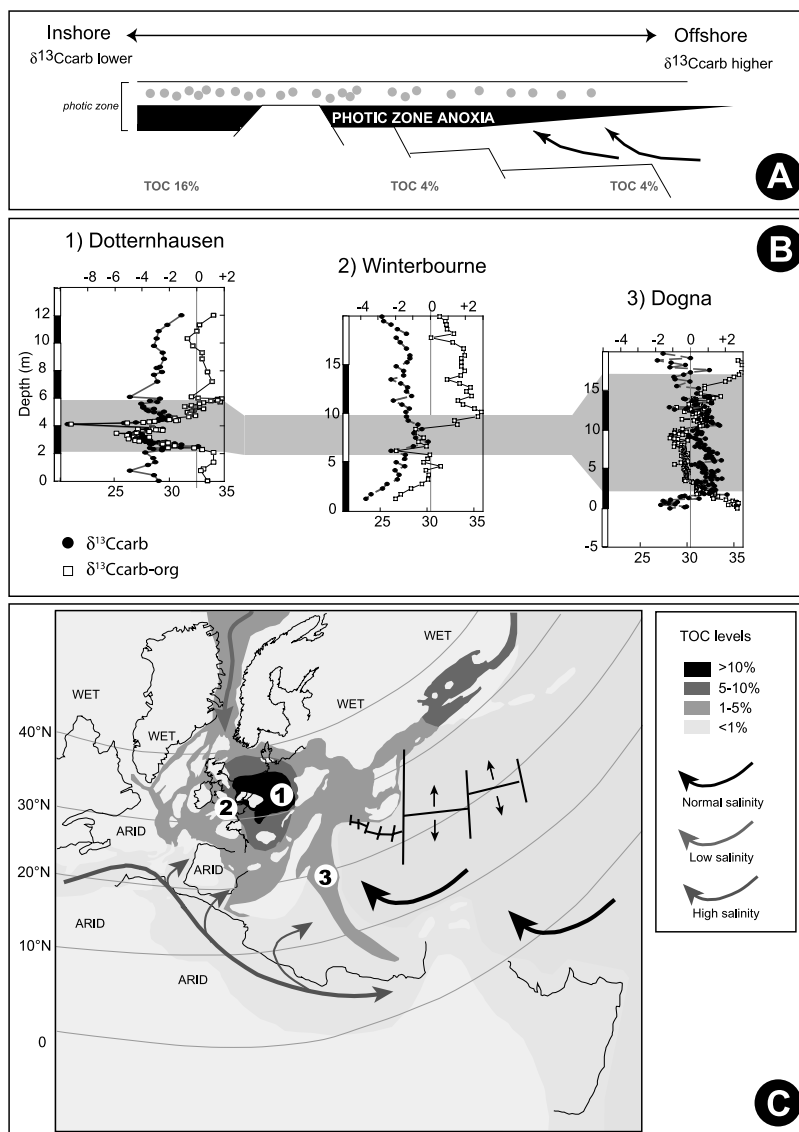 Inshore
Offshore
δ¹³Ccarb lower
δ¹³Ccarb higher
photic zone
PHOTIC ZONE ANOXIA
TOC 16%
TOC 4%
TOC 4%
A
B
1) Dotternhausen
2) Winterbourne
3) Dogna
-8 -6 -4 -2 0 +2
-4 -2 0 +2
-4 -2 0 +2
Depth (m)
12
10
8
6
4
2
0
25 30 35
15
10
5
0
25 30 35
15
10
5
0
-5
25 30 35
δ¹³Ccarb
δ¹³Ccarb-org
WET
WET
WET
WET
40°N
30°N
20°N
10°N
0
ARID
ARID
ARID
ARID
1
2
3
TOC levels
>10%
5-10%
1-5%
<1%
Normal salinity
Low salinity
High salinity
C